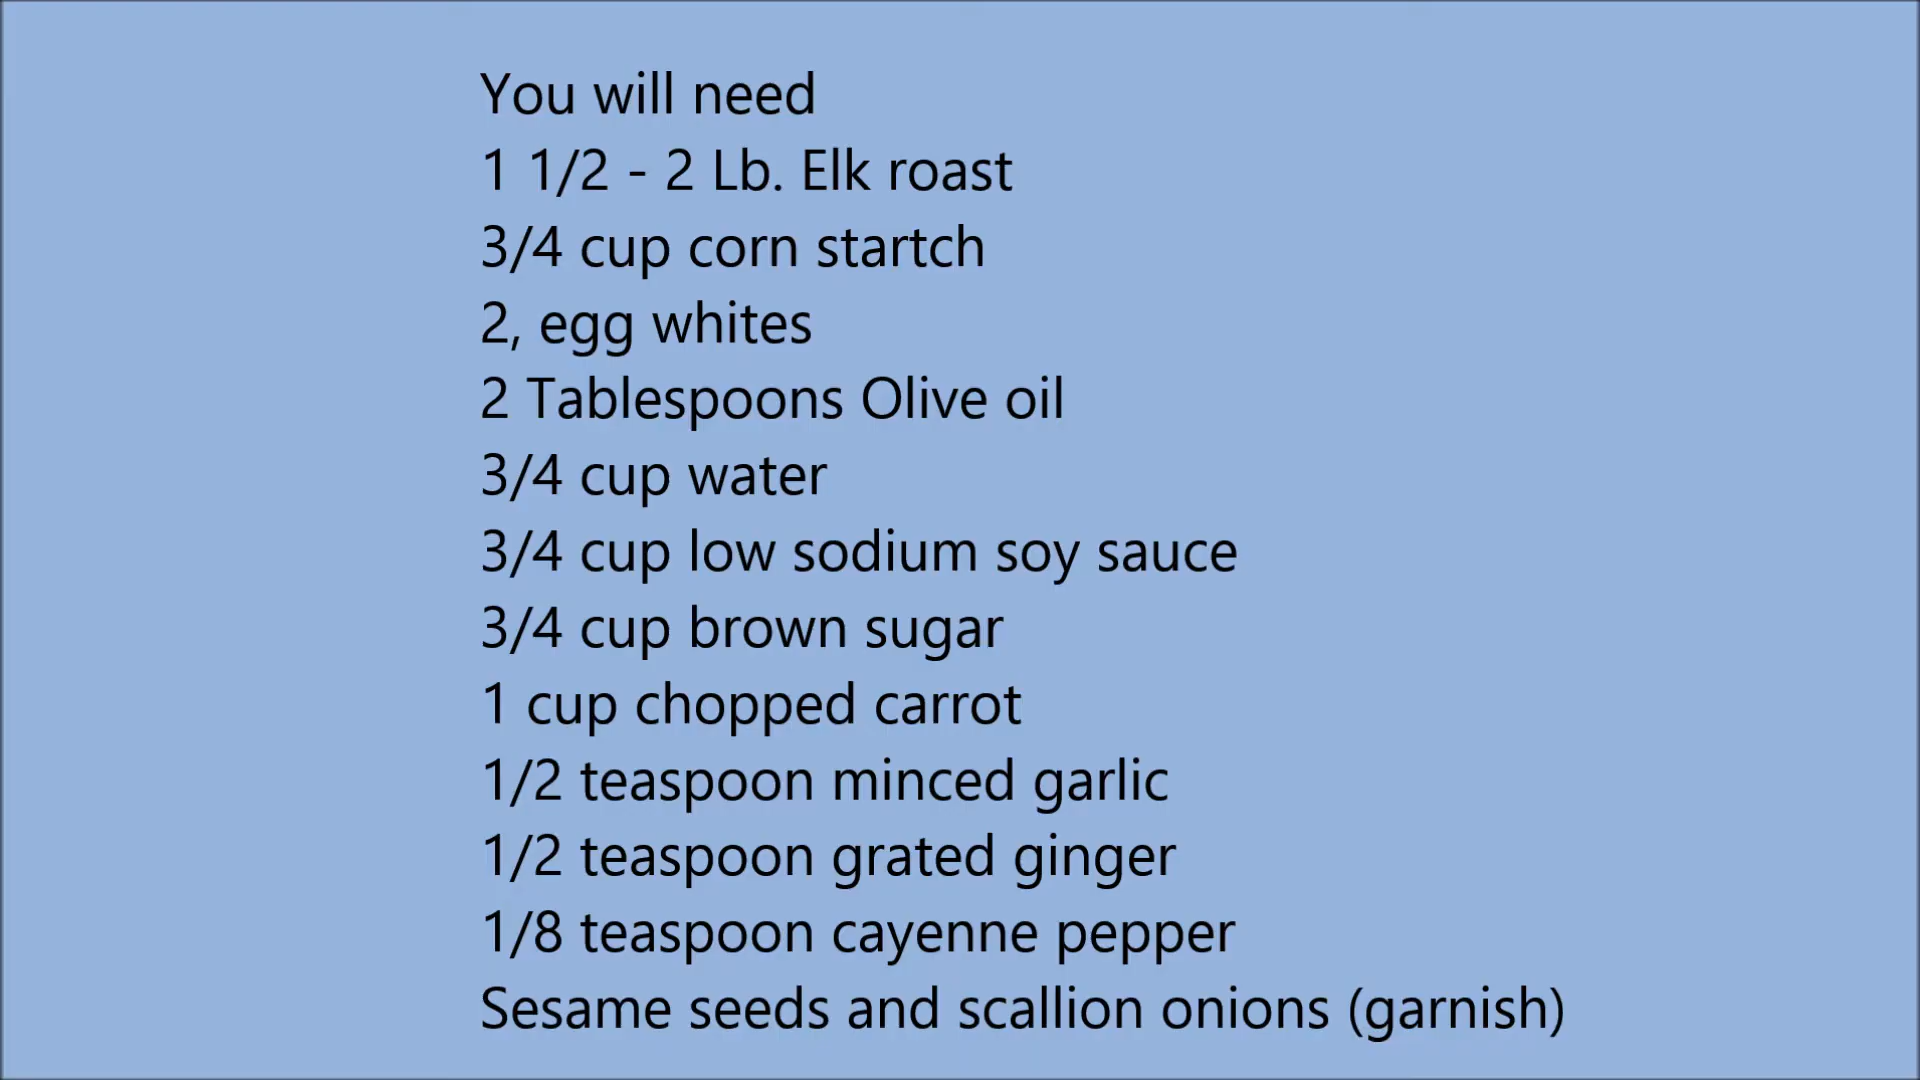 You will need
1 1/2 - 2 Lb. Elk roast
3/4 cup corn startch
2, egg whites
2 Tablespoons Olive oil
3/4 cup water
3/4 cup low sodium soy sauce
3/4 cup brown sugar
1 cup chopped carrot
1/2 teaspoon minced garlic
1/2 teaspoon grated ginger
1/8 teaspoon cayenne pepper
Sesame seeds and scallion onions (garnish)